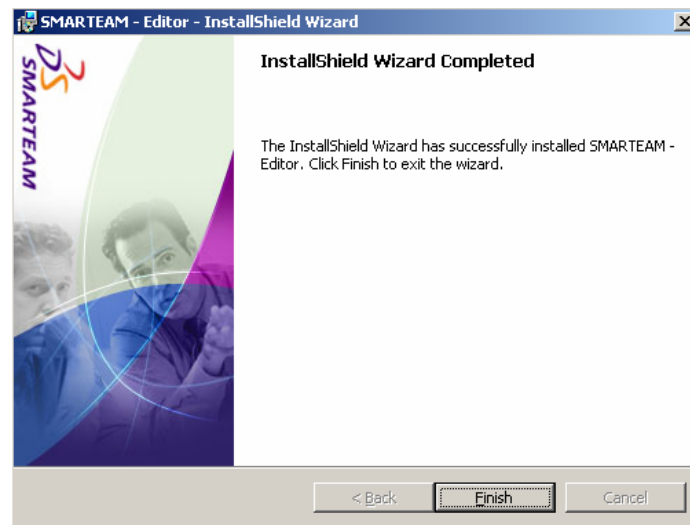 SMARTEAM - Editor - InstallShield Wizard
DS
SMARTEAM
InstallShield Wizard Completed
The InstallShield Wizard has successfully installed SMARTEAM -
Editor. Click Finish to exit the wizard.
< Back
Finish
Cancel